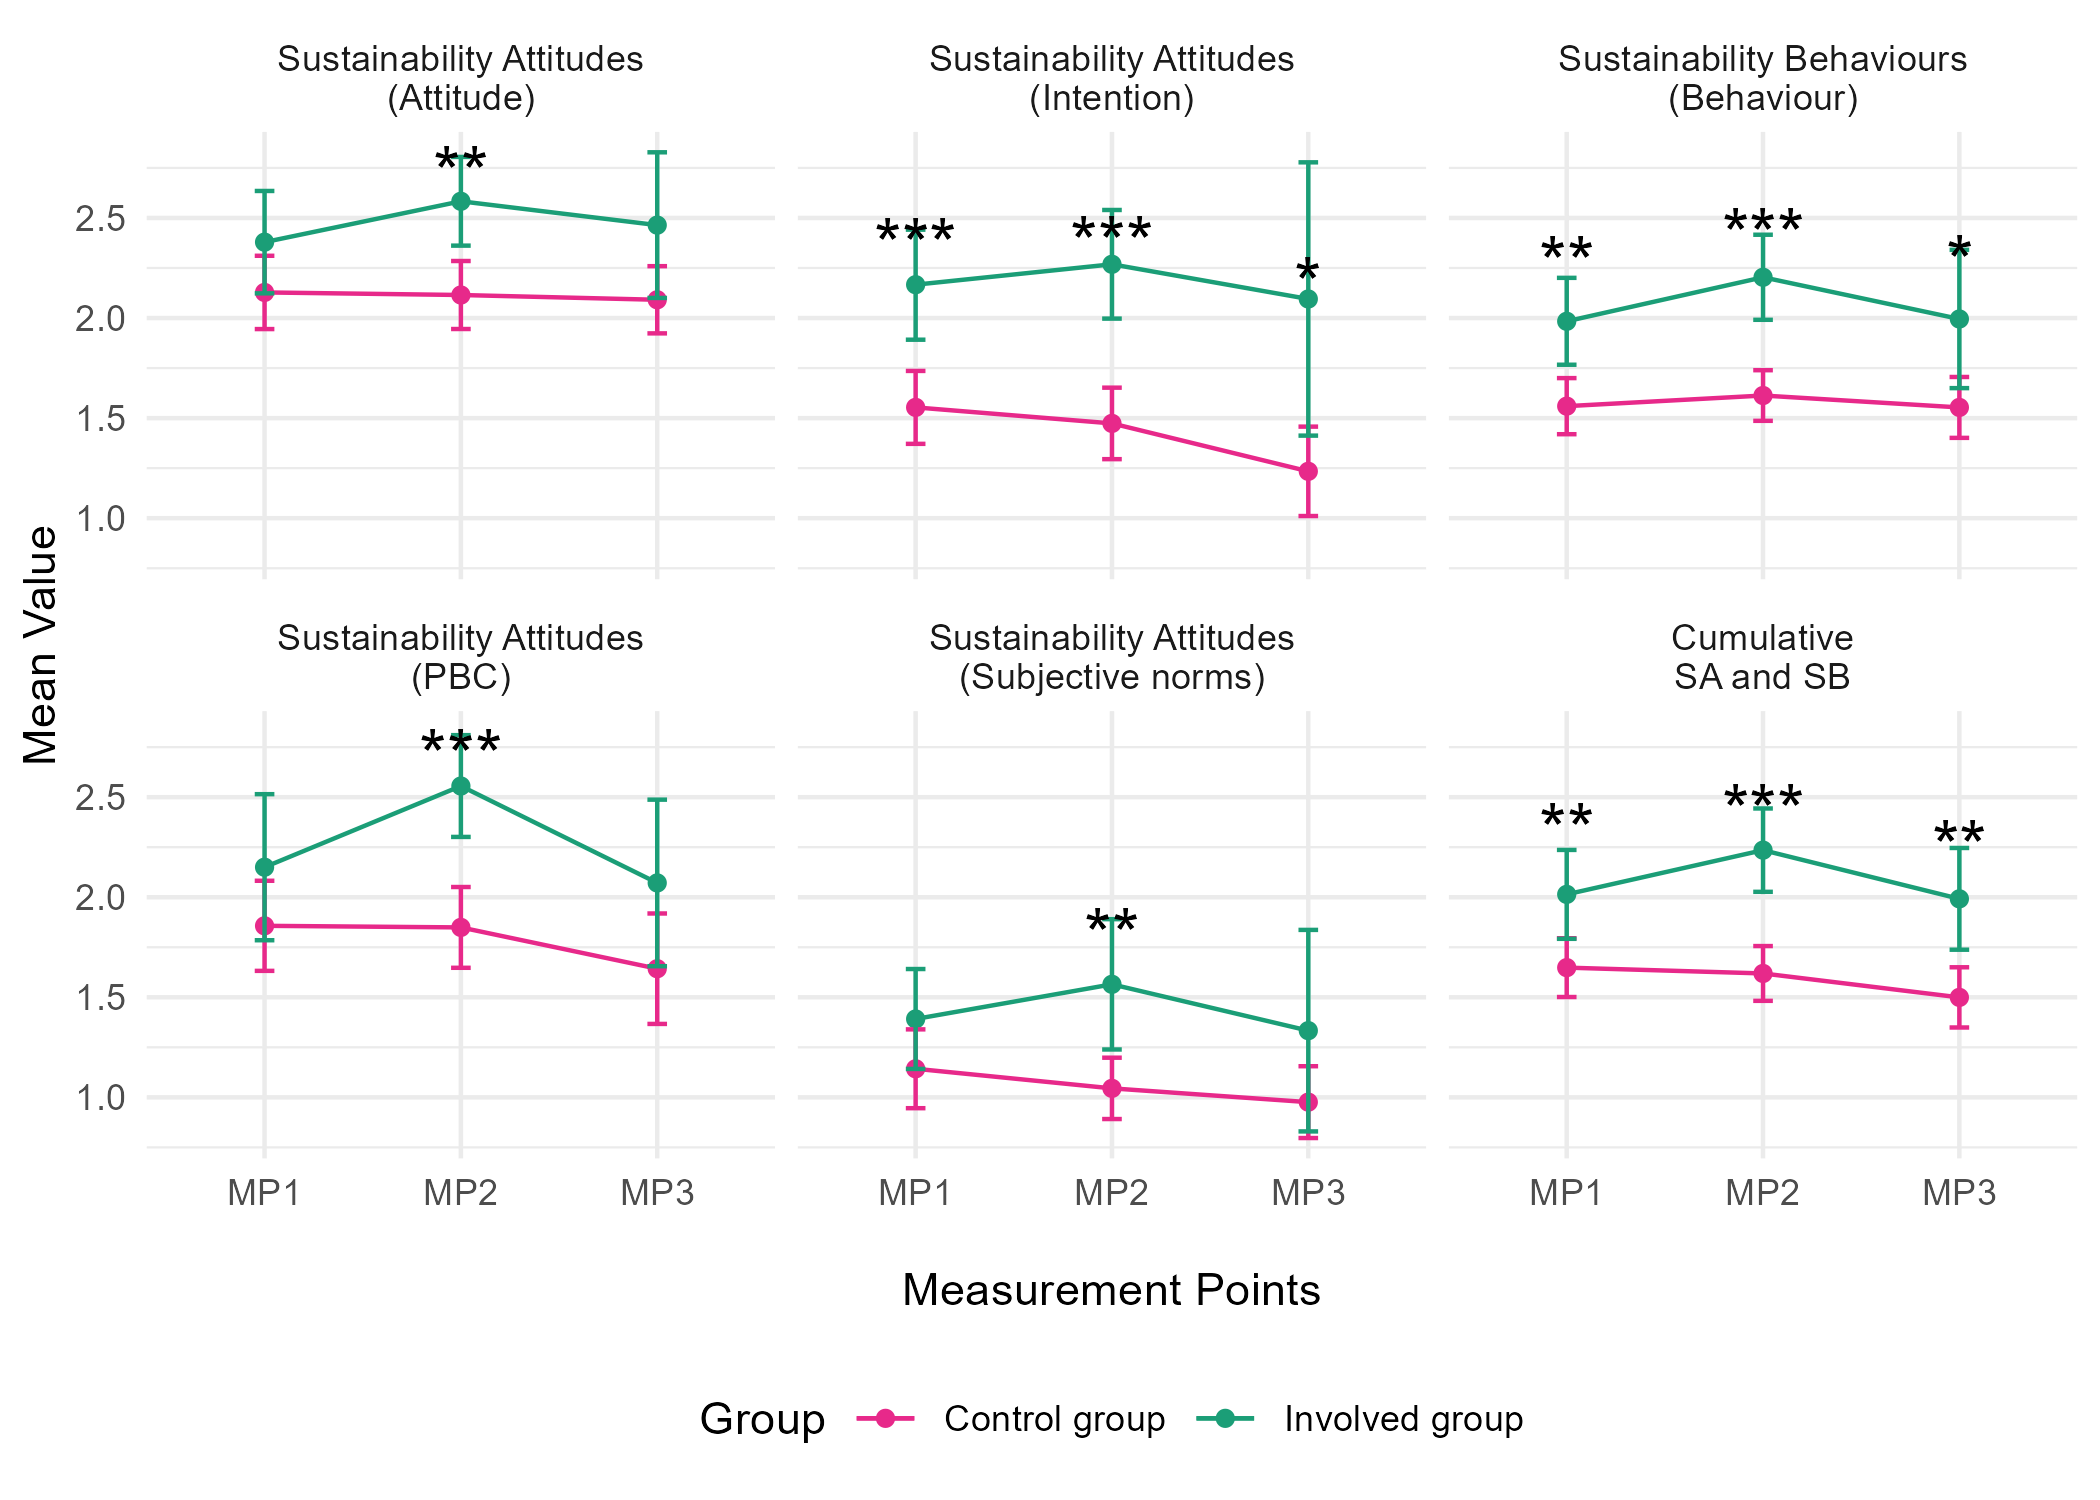 Sustainability Attitudes
(Attitude)
Sustainability Attitudes
(Intention)
Sustainability Behaviours
(Behaviour)
**
***
***
*
**
***
*
2.5
2.0
1.5
1.0
Mean Value
Sustainability Attitudes
(PBC)
Sustainability Attitudes
(Subjective norms)
Cumulative
SA and SB
***
**
**
***
**
2.5
2.0
1.5
1.0
MP1 MP2 MP3
MP1 MP2 MP3
MP1 MP2 MP3
Measurement Points
Group Control group Involved group